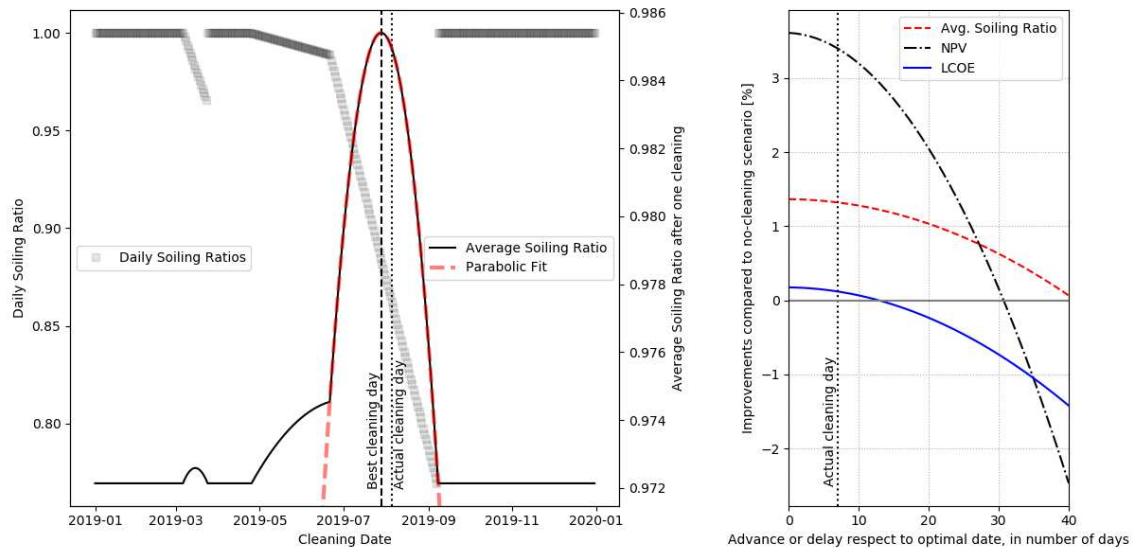 1.00
0.95
0.90
0.85
0.80
Daily Soiling Ratio
Daily Soiling Ratios
Average Soiling Ratio
Parabolic Fit
Best cleaning day
Actual cleaning day
0.986
0.984
0.982
0.980
0.978
0.976
0.974
0.972
Average Soiling Ratio after one cleaning
2019-01
2019-03
2019-05
2019-07
2019-09
2019-11
2020-01
Cleaning Date
Improvements compared to no-cleaning scenario [%]
3
2
1
0
−1
−2
Avg. Soiling Ratio
NPV
LCOE
Actual cleaning day
0
10
20
30
40
Advance or delay respect to optimal date, in number of days